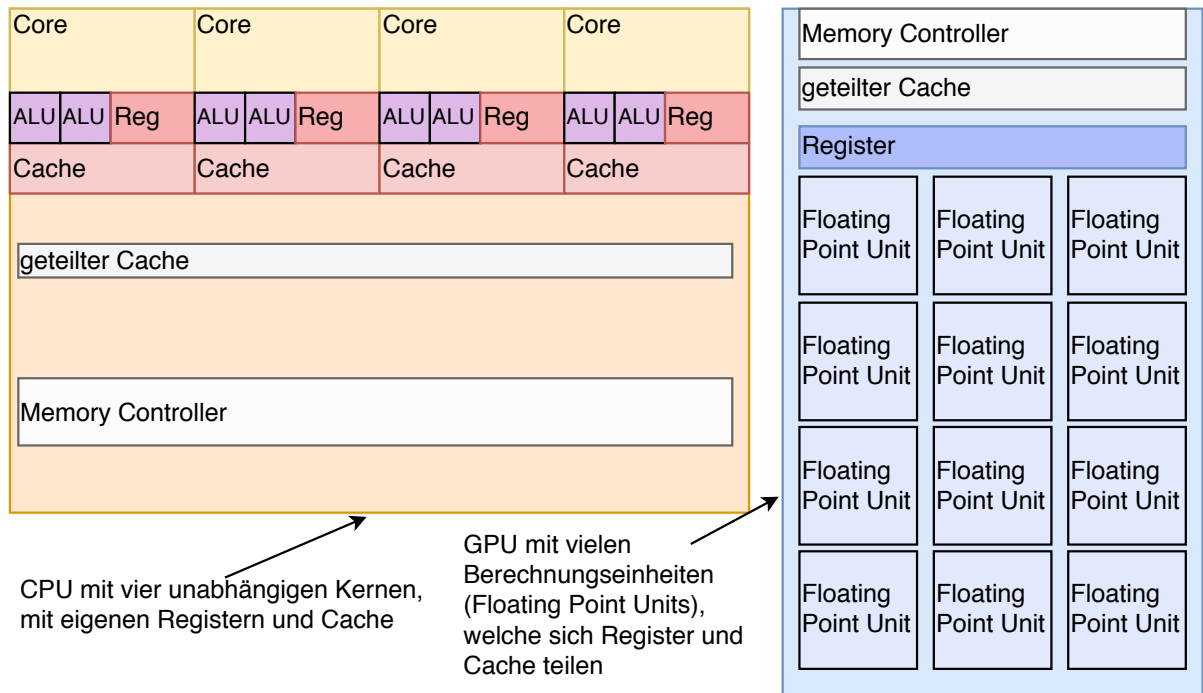 Core
Core
Core
Core
ALU
ALU
Reg
ALU
ALU
Reg
ALU
ALU
Reg
ALU
ALU
Reg
Cache
Cache
Cache
Cache
geteilter Cache
Memory Controller
CPU mit vier unabhängigen Kernen,
mit eigenen Registern und Cache
GPU mit vielen
Berechnungseinheiten
(Floating Point Units),
welche sich Register und
Cache teilen
Memory Controller
geteilter Cache
Register
Floating
Point Unit
Floating
Point Unit
Floating
Point Unit
Floating
Point Unit
Floating
Point Unit
Floating
Point Unit
Floating
Point Unit
Floating
Point Unit
Floating
Point Unit
Floating
Point Unit
Floating
Point Unit
Floating
Point Unit